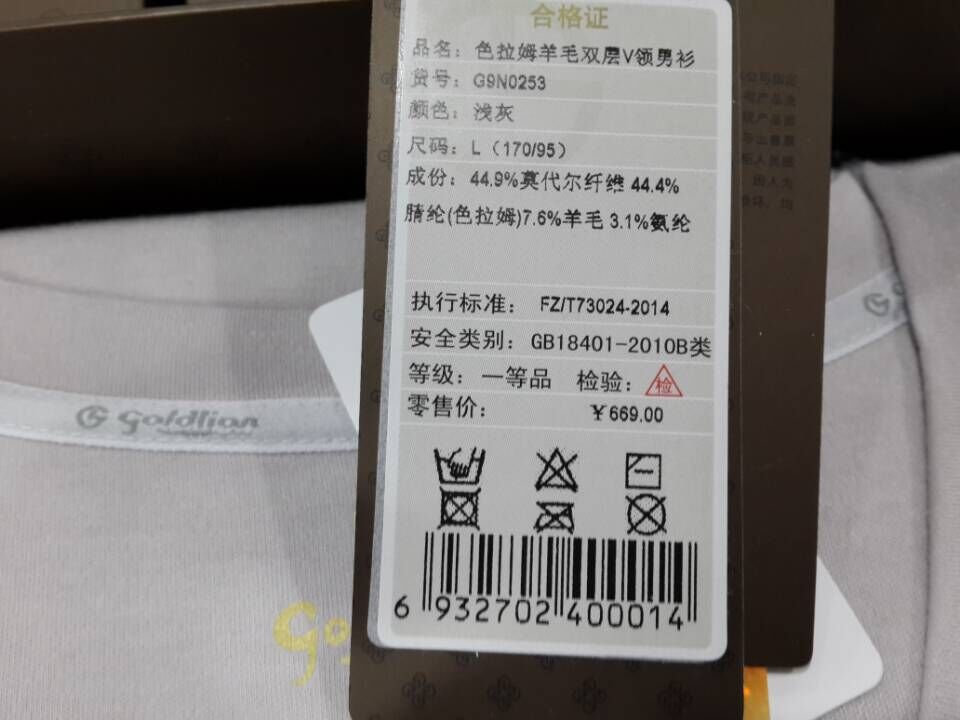 合格证
品名：色拉姆羊毛双层V领男衫
货号：G9N0253
颜色：浅灰
尺码：L（170/95）
成份：44.9%莫代尔纤维 44.4%
腈纶(色拉姆)7.6%羊毛 3.1%氨纶
执行标准：FZ/T73024-2014
安全类别：GB18401-2010B类
等级：一等品 检验：检
零售价：￥669.00
6 932702 400014
goldlion
Go